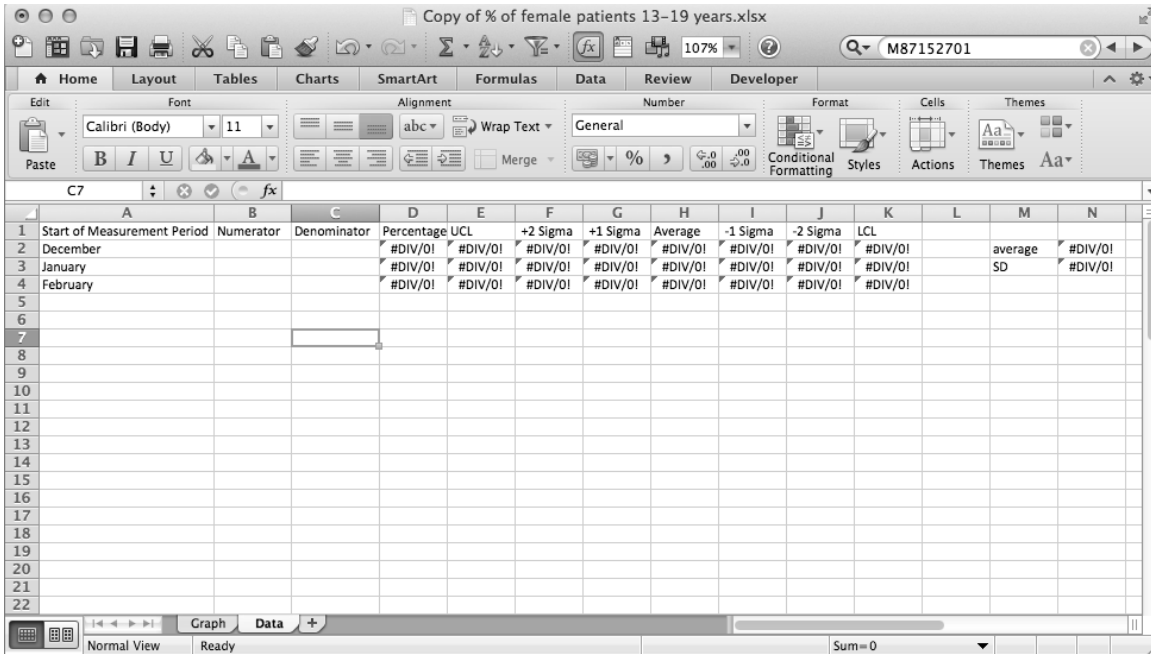 Copy of % of female patients 13-19 years.xlsx
fx 107% ? M87152701
Home Layout Tables Charts SmartArt Formulas Data Review Developer
Edit Font Alignment Number Format Cells Themes
Calibri (Body) 11 abc Wrap Text General
Paste B I U A Merge % , .0 .00 .00 .0 Conditional Formatting Styles Actions Aa Themes Aa
C7 fx
A B C D E F G H I J K L M N
1 Start of Measurement Period Numerator Denominator Percentage UCL +2 Sigma +1 Sigma Average -1 Sigma -2 Sigma LCL
2 December #DIV/0! #DIV/0! #DIV/0! #DIV/0! #DIV/0! #DIV/0! #DIV/0! #DIV/0! average #DIV/0!
3 January #DIV/0! #DIV/0! #DIV/0! #DIV/0! #DIV/0! #DIV/0! #DIV/0! #DIV/0! SD #DIV/0!
4 February #DIV/0! #DIV/0! #DIV/0! #DIV/0! #DIV/0! #DIV/0! #DIV/0! #DIV/0!
5
6
7
8
9
10
11
12
13
14
15
16
17
18
19
20
21
22
Graph Data +
Normal View Ready Sum=0